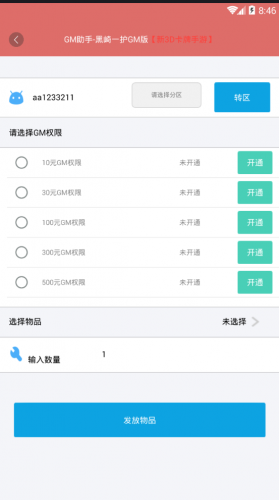 8:46
GM助手-黑崎一护GM版【新3D卡牌手游】
aa1233211 请选择分区 转区
请选择GM权限
10元GM权限 未开通 开通
30元GM权限 未开通 开通
100元GM权限 未开通 开通
300元GM权限 未开通 开通
500元GM权限 未开通 开通
选择物品 未选择
输入数量 1
发放物品